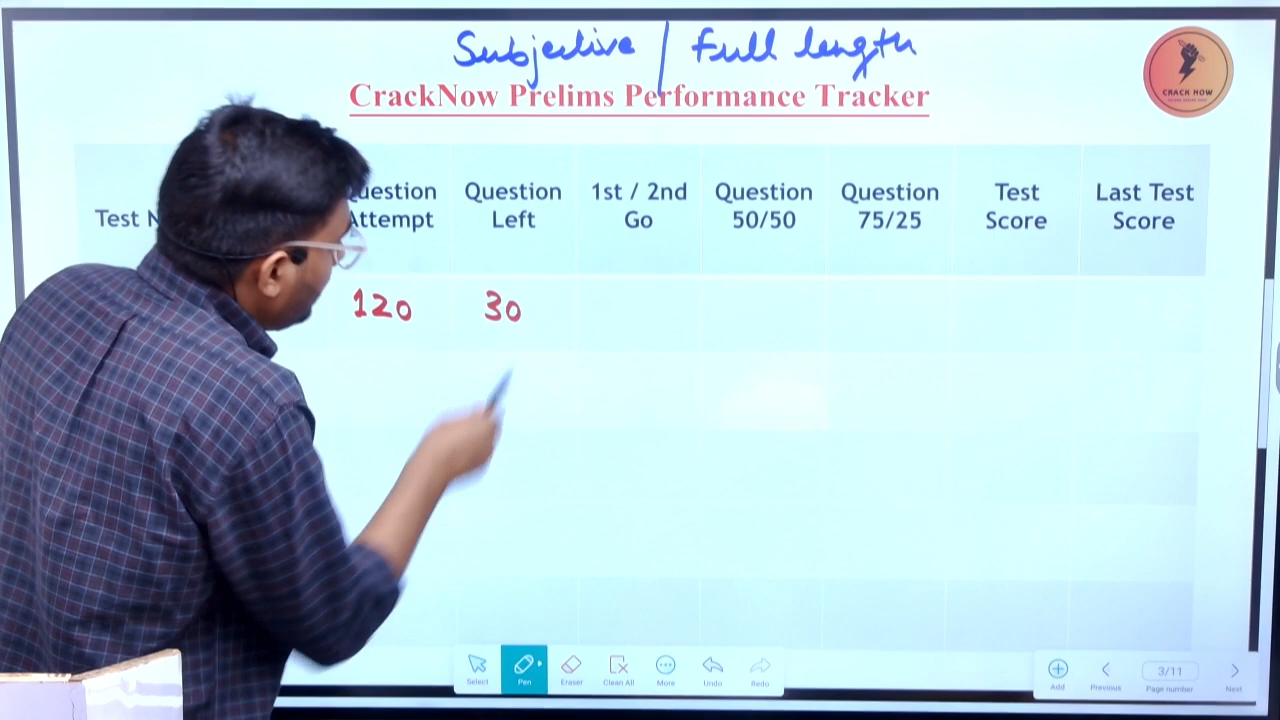 Subjective / Full length
CrackNow Prelims Performance Tracker
CRACK NOW
Test
Question Attempt
Question Left
1st / 2nd Go
Question 50/50
Question 75/25
Test Score
Last Test Score
120 30
Select Pen Eraser Clean All More Undo Redo
Add Previous 3/11 Page number Next